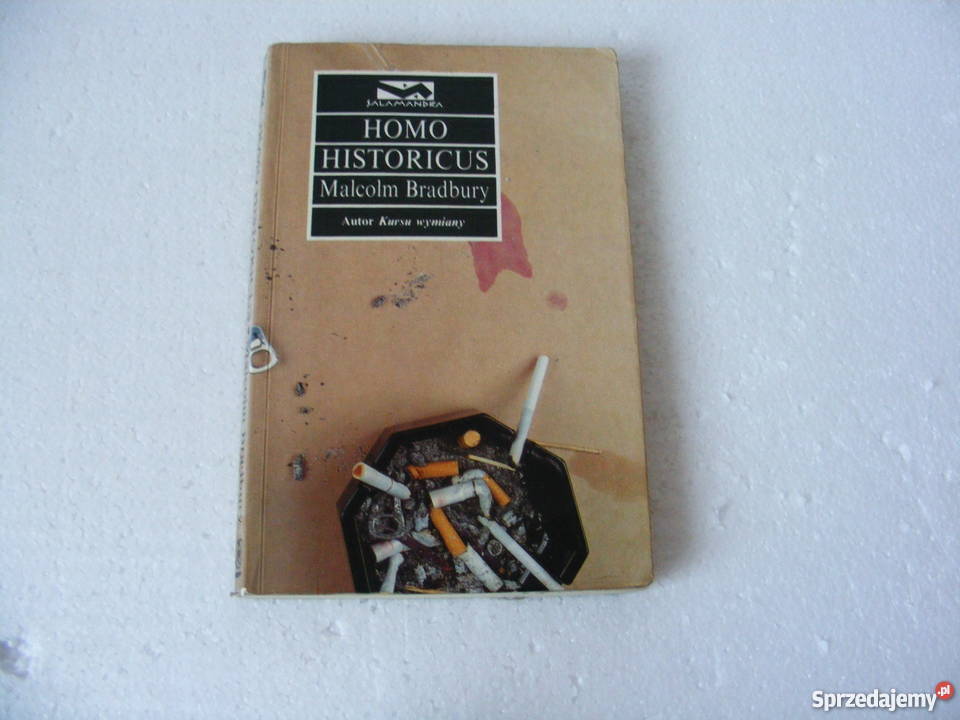 SALAMANDRA
HOMO
HISTORICUS
Malcolm Bradbury
Autor Kursu wymiany
Sprzedajemy.pl